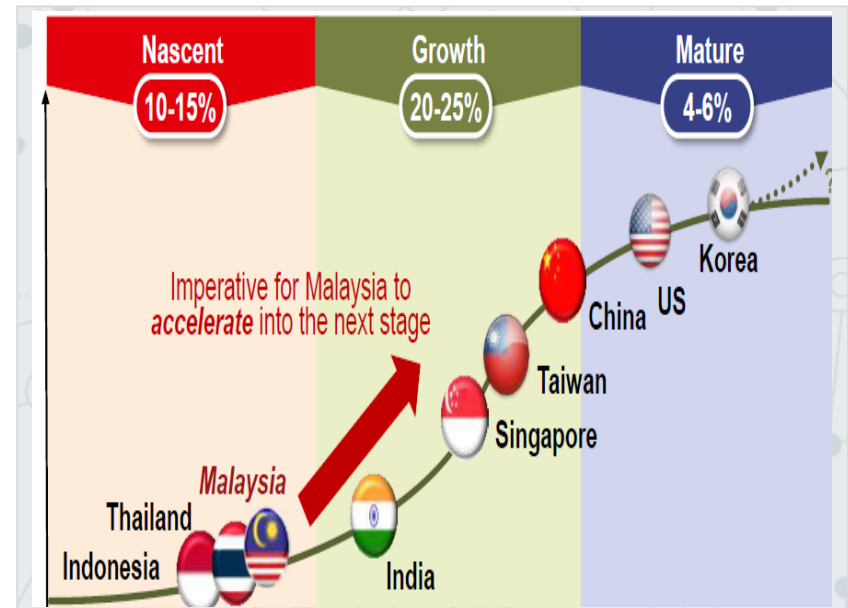 Nascent
10-15%
Growth
20-25%
Mature
4-6%
Imperative for Malaysia to
accelerate into the next stage
Malaysia
Thailand
Indonesia
India
Singapore
Taiwan
China
US
Korea
?